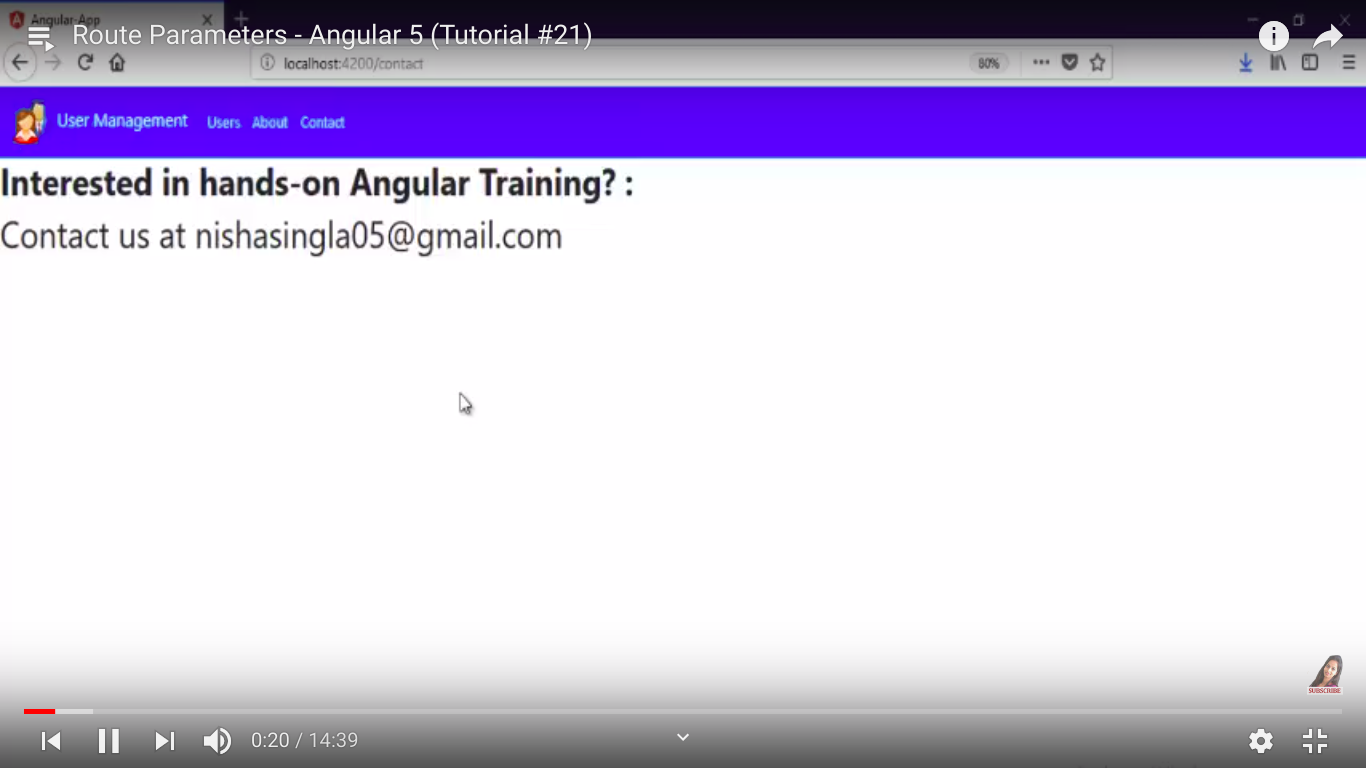 Angular-App
Route Parameters - Angular 5 (Tutorial #21)
localhost:4200/contact
80%
User Management Users About Contact
Interested in hands-on Angular Training? :
Contact us at nishasingla05@gmail.com
SUBSCRIBE
0:20 / 14:39